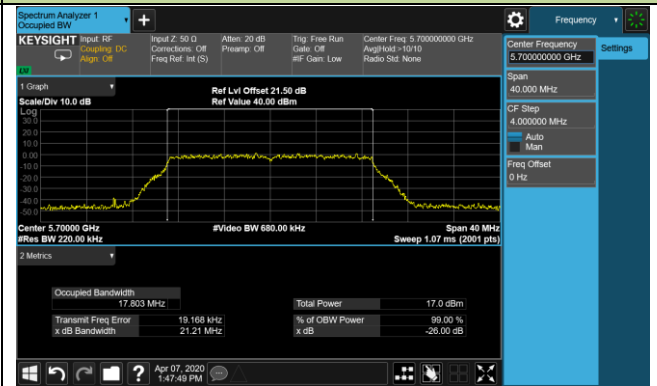 Spectrum Analyzer 1
Occupied BW
+
Frequency
KEYSIGHT
Input: RF
Coupling: DC
Align: Off
Input Z: 50 Ω
Corrections: Off
Freq Ref: Int (S)
Atten: 20 dB
Preamp: Off
Trig: Free Run
Gate: Off
#IF Gain: Low
Center Freq: 5.700000000 GHz
Avg|Hold:>10/10
Radio Std: None
Center Frequency
5.700000000 GHz
Settings
Span
40.000 MHz
CF Step
4.000000 MHz
Auto
Man
Freq Offset
0 Hz
1 Graph
Scale/Div 10.0 dB
Ref Lvl Offset 21.50 dB
Ref Value 40.00 dBm
Log
30.0
20.0
10.0
0.00
-10.0
-20.0
-30.0
-40.0
-50.0
Center 5.70000 GHz
#Res BW 220.00 kHz
#Video BW 680.00 kHz
Span 40 MHz
Sweep 1.07 ms (2001 pts)
2 Metrics
Occupied Bandwidth
17.803 MHz
Total Power 17.0 dBm
Transmit Freq Error 19.168 kHz
% of OBW Power 99.00 %
x dB Bandwidth 21.21 MHz
x dB -26.00 dB
?
Apr 07, 2020
1:47:49 PM